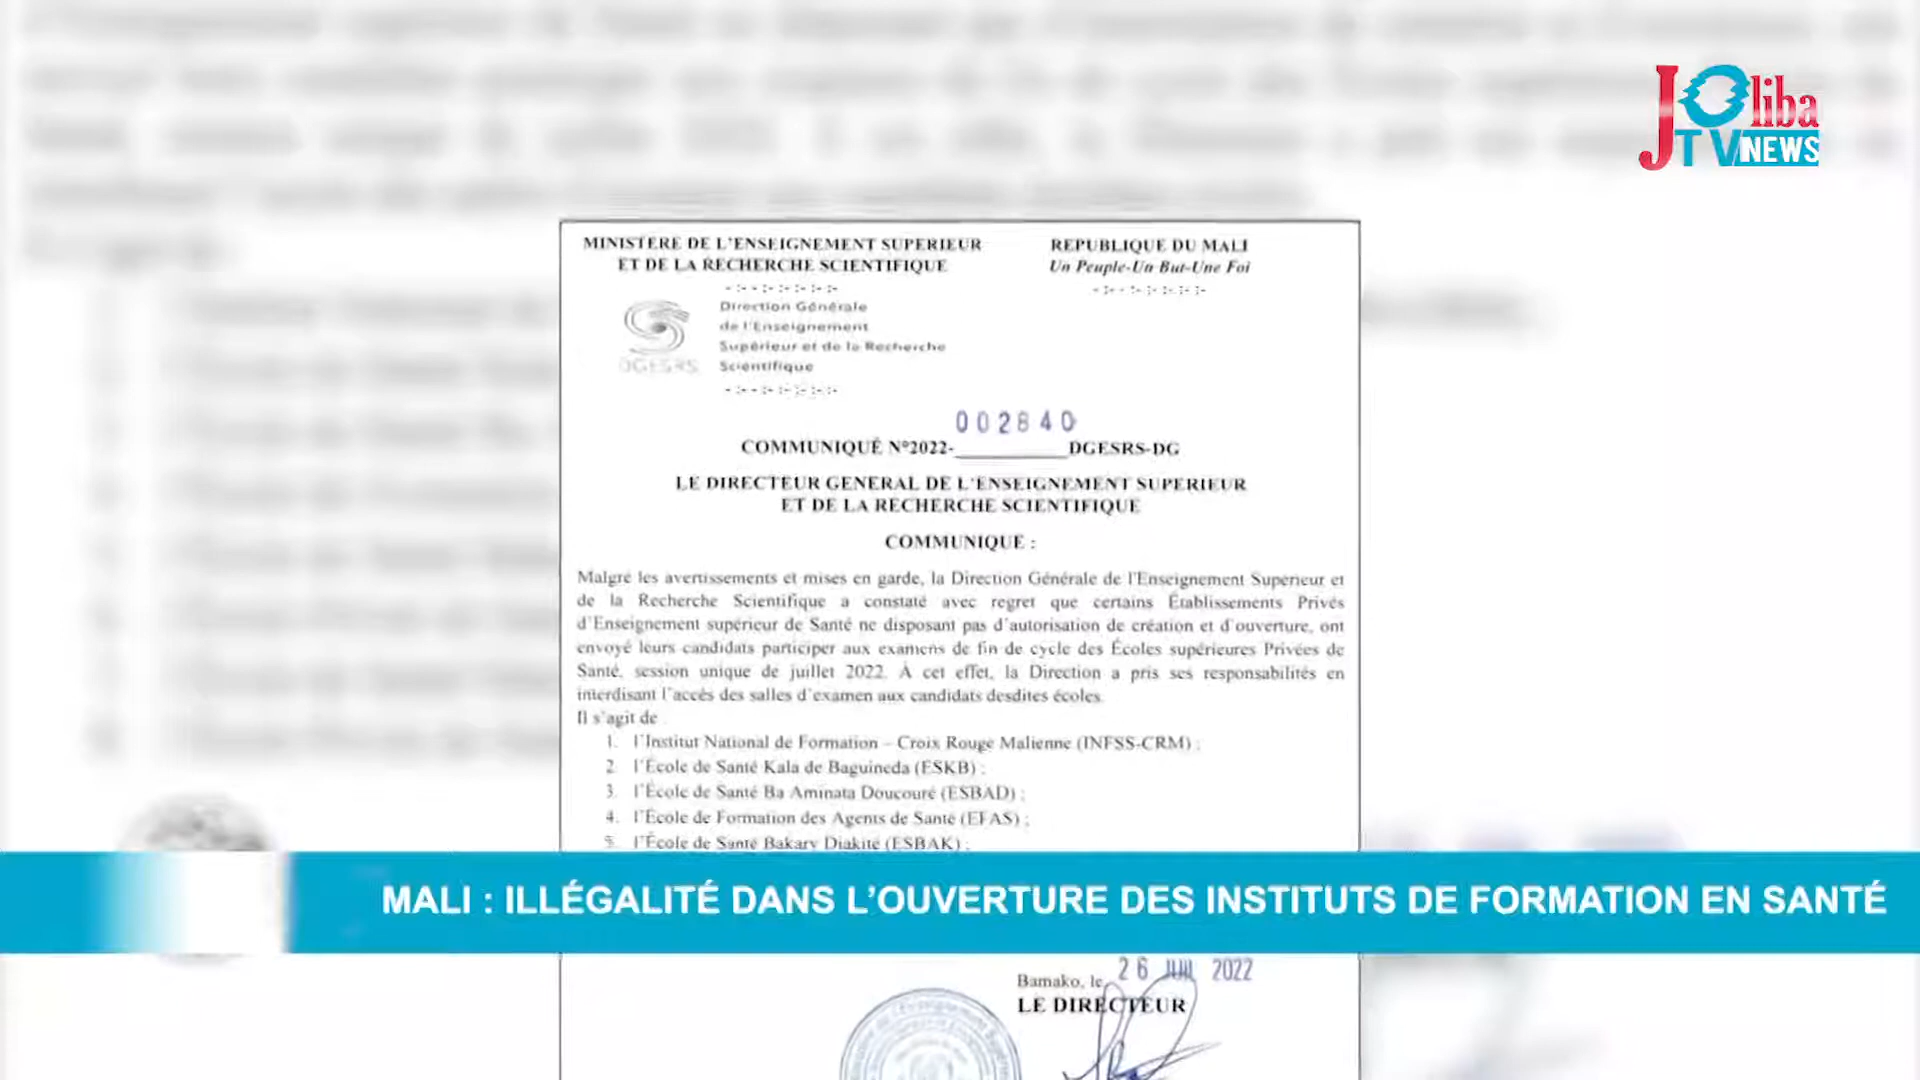 JOliba
TV NEWS
MINISTERE DE L'ENSEIGNEMENT SUPERIEUR
ET DE LA RECHERCHE SCIENTIFIQUE
REPUBLIQUE DU MALI
Un Peuple-Un But-Une Foi
Direction Générale
de l'Enseignement
Supérieur et de la Recherche
Scientifique
DGESRS
002840
COMMUNIQUÉ N°2022-__________DGESRS-DG
LE DIRECTEUR GENERAL DE L'ENSEIGNEMENT SUPERIEUR
ET DE LA RECHERCHE SCIENTIFIQUE
COMMUNIQUE :
Malgré les avertissements et mises en garde, la Direction Générale de l'Enseignement Supérieur et
de la Recherche Scientifique a constaté avec regret que certains Établissements Privés
d'Enseignement supérieur de Santé ne disposant pas d'autorisation de création et d'ouverture, ont
envoyé leurs candidats participer aux examens de fin de cycle des Écoles supérieures Privées de
Santé, session unique de juillet 2022. À cet effet, la Direction a pris ses responsabilités en
interdisant l'accès des salles d'examen aux candidats desdites écoles.
Il s'agit de
1. l'Institut National de Formation – Croix Rouge Malienne (INFSS-CRM) ;
2. l'École de Santé Kala de Baguineda (ESKB) ;
3. l'École de Santé Ba Aminata Doucouré (ESBAD) ;
4. l'École de Formation des Agents de Santé (EFAS) ;
5. l'École de Santé Bakary Diakité (ESBAK) ;
MALI : ILLÉGALITÉ DANS L'OUVERTURE DES INSTITUTS DE FORMATION EN SANTÉ
Bamako, le 26 JUIL 2022
LE DIRECTEUR